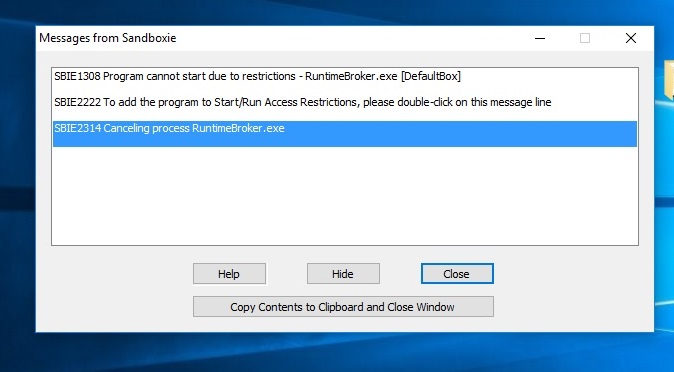 Messages from Sandboxie
SBIE1308 Program cannot start due to restrictions - RuntimeBroker.exe [DefaultBox]
SBIE2222 To add the program to Start/Run Access Restrictions, please double-click on this message line
SBIE2314 Canceling process RuntimeBroker.exe
Help Hide Close
Copy Contents to Clipboard and Close Window